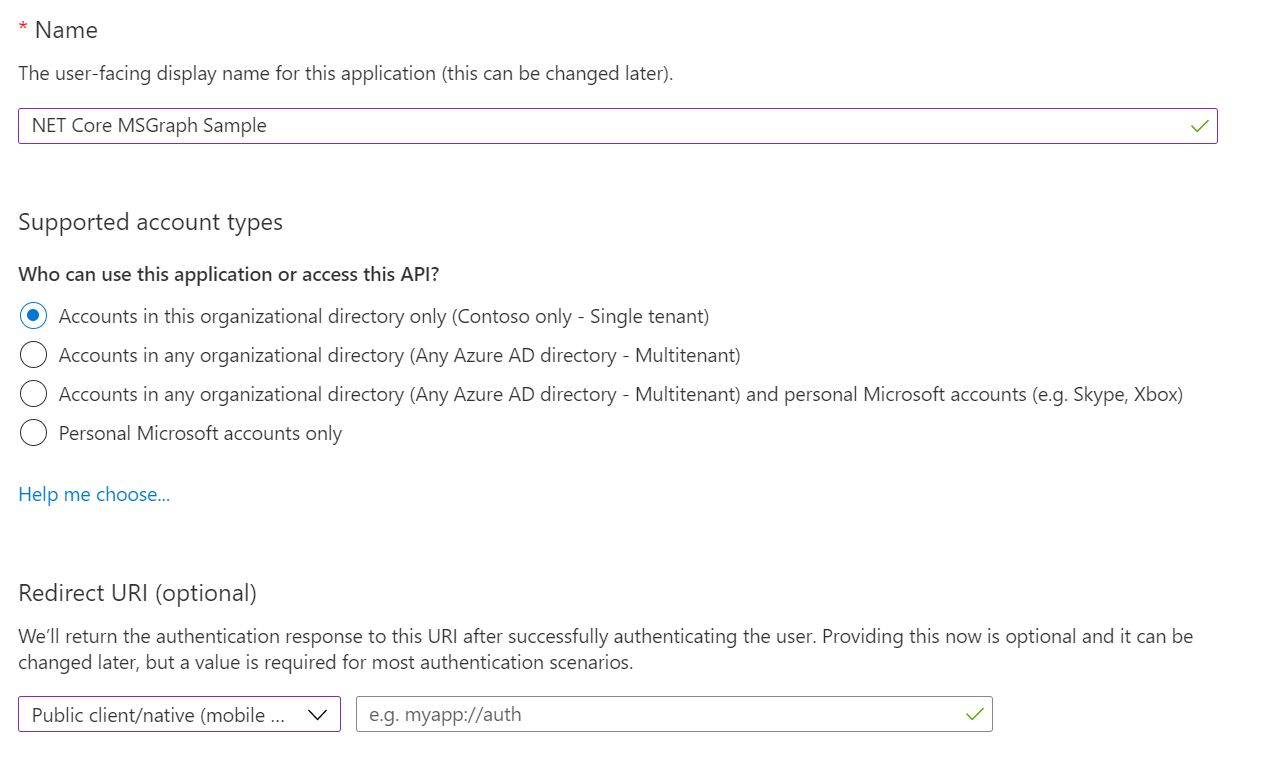 * Name
The user-facing display name for this application (this can be changed later).
NET Core MSGraph Sample
Supported account types
Who can use this application or access this API?
Accounts in this organizational directory only (Contoso only - Single tenant)
Accounts in any organizational directory (Any Azure AD directory - Multitenant)
Accounts in any organizational directory (Any Azure AD directory - Multitenant) and personal Microsoft accounts (e.g. Skype, Xbox)
Personal Microsoft accounts only
Help me choose...
Redirect URI (optional)
We’ll return the authentication response to this URI after successfully authenticating the user. Providing this now is optional and it can be
changed later, but a value is required for most authentication scenarios.
Public client/native (mobile ... e.g. myapp://auth